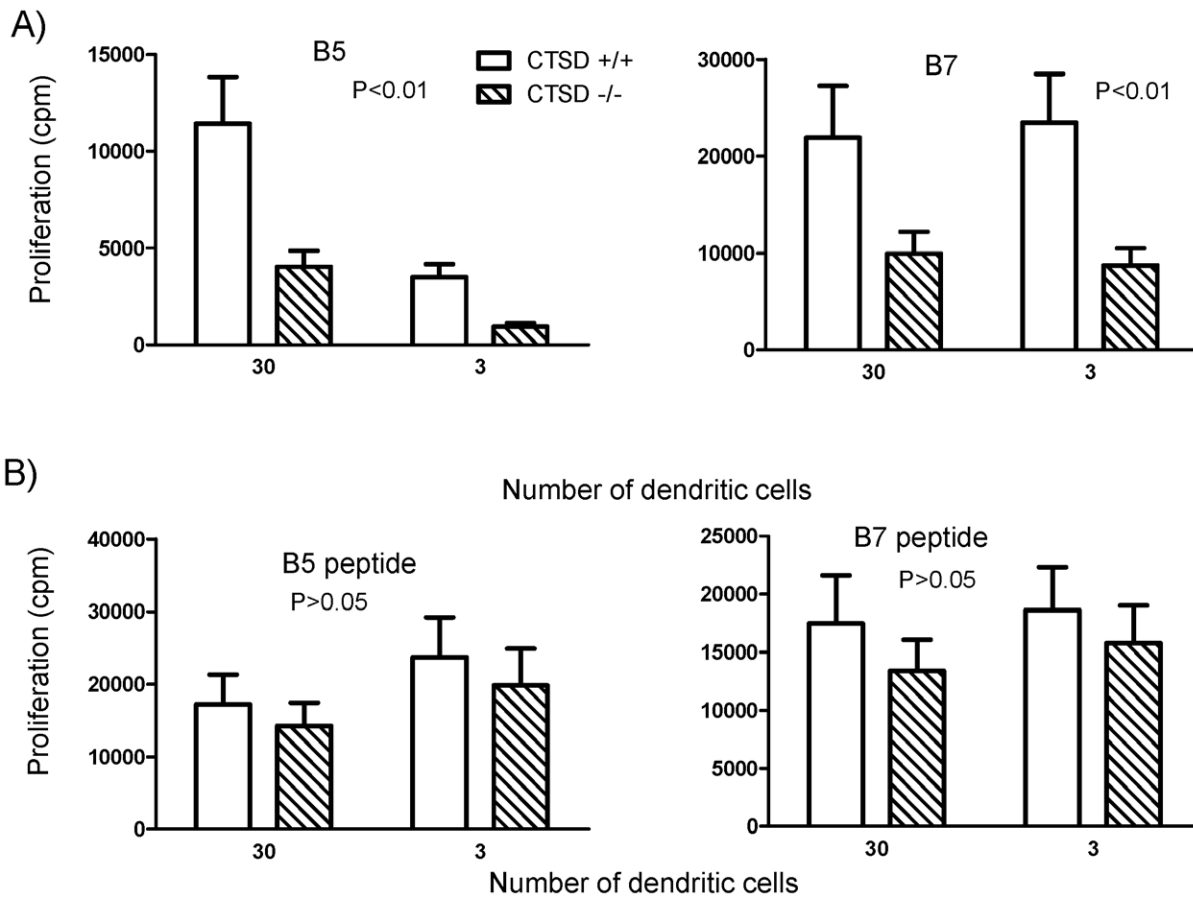 A)
B5
P<0.01
CTSD +/+
CTSD -/-
Proliferation (cpm)
15000
10000
5000
0
30 3
B7
P<0.01
30000
20000
10000
0
30 3
Number of dendritic cells
B)
B5 peptide
P>0.05
Proliferation (cpm)
40000
30000
20000
10000
0
30 3
B7 peptide
P>0.05
25000
20000
15000
10000
5000
0
30 3
Number of dendritic cells